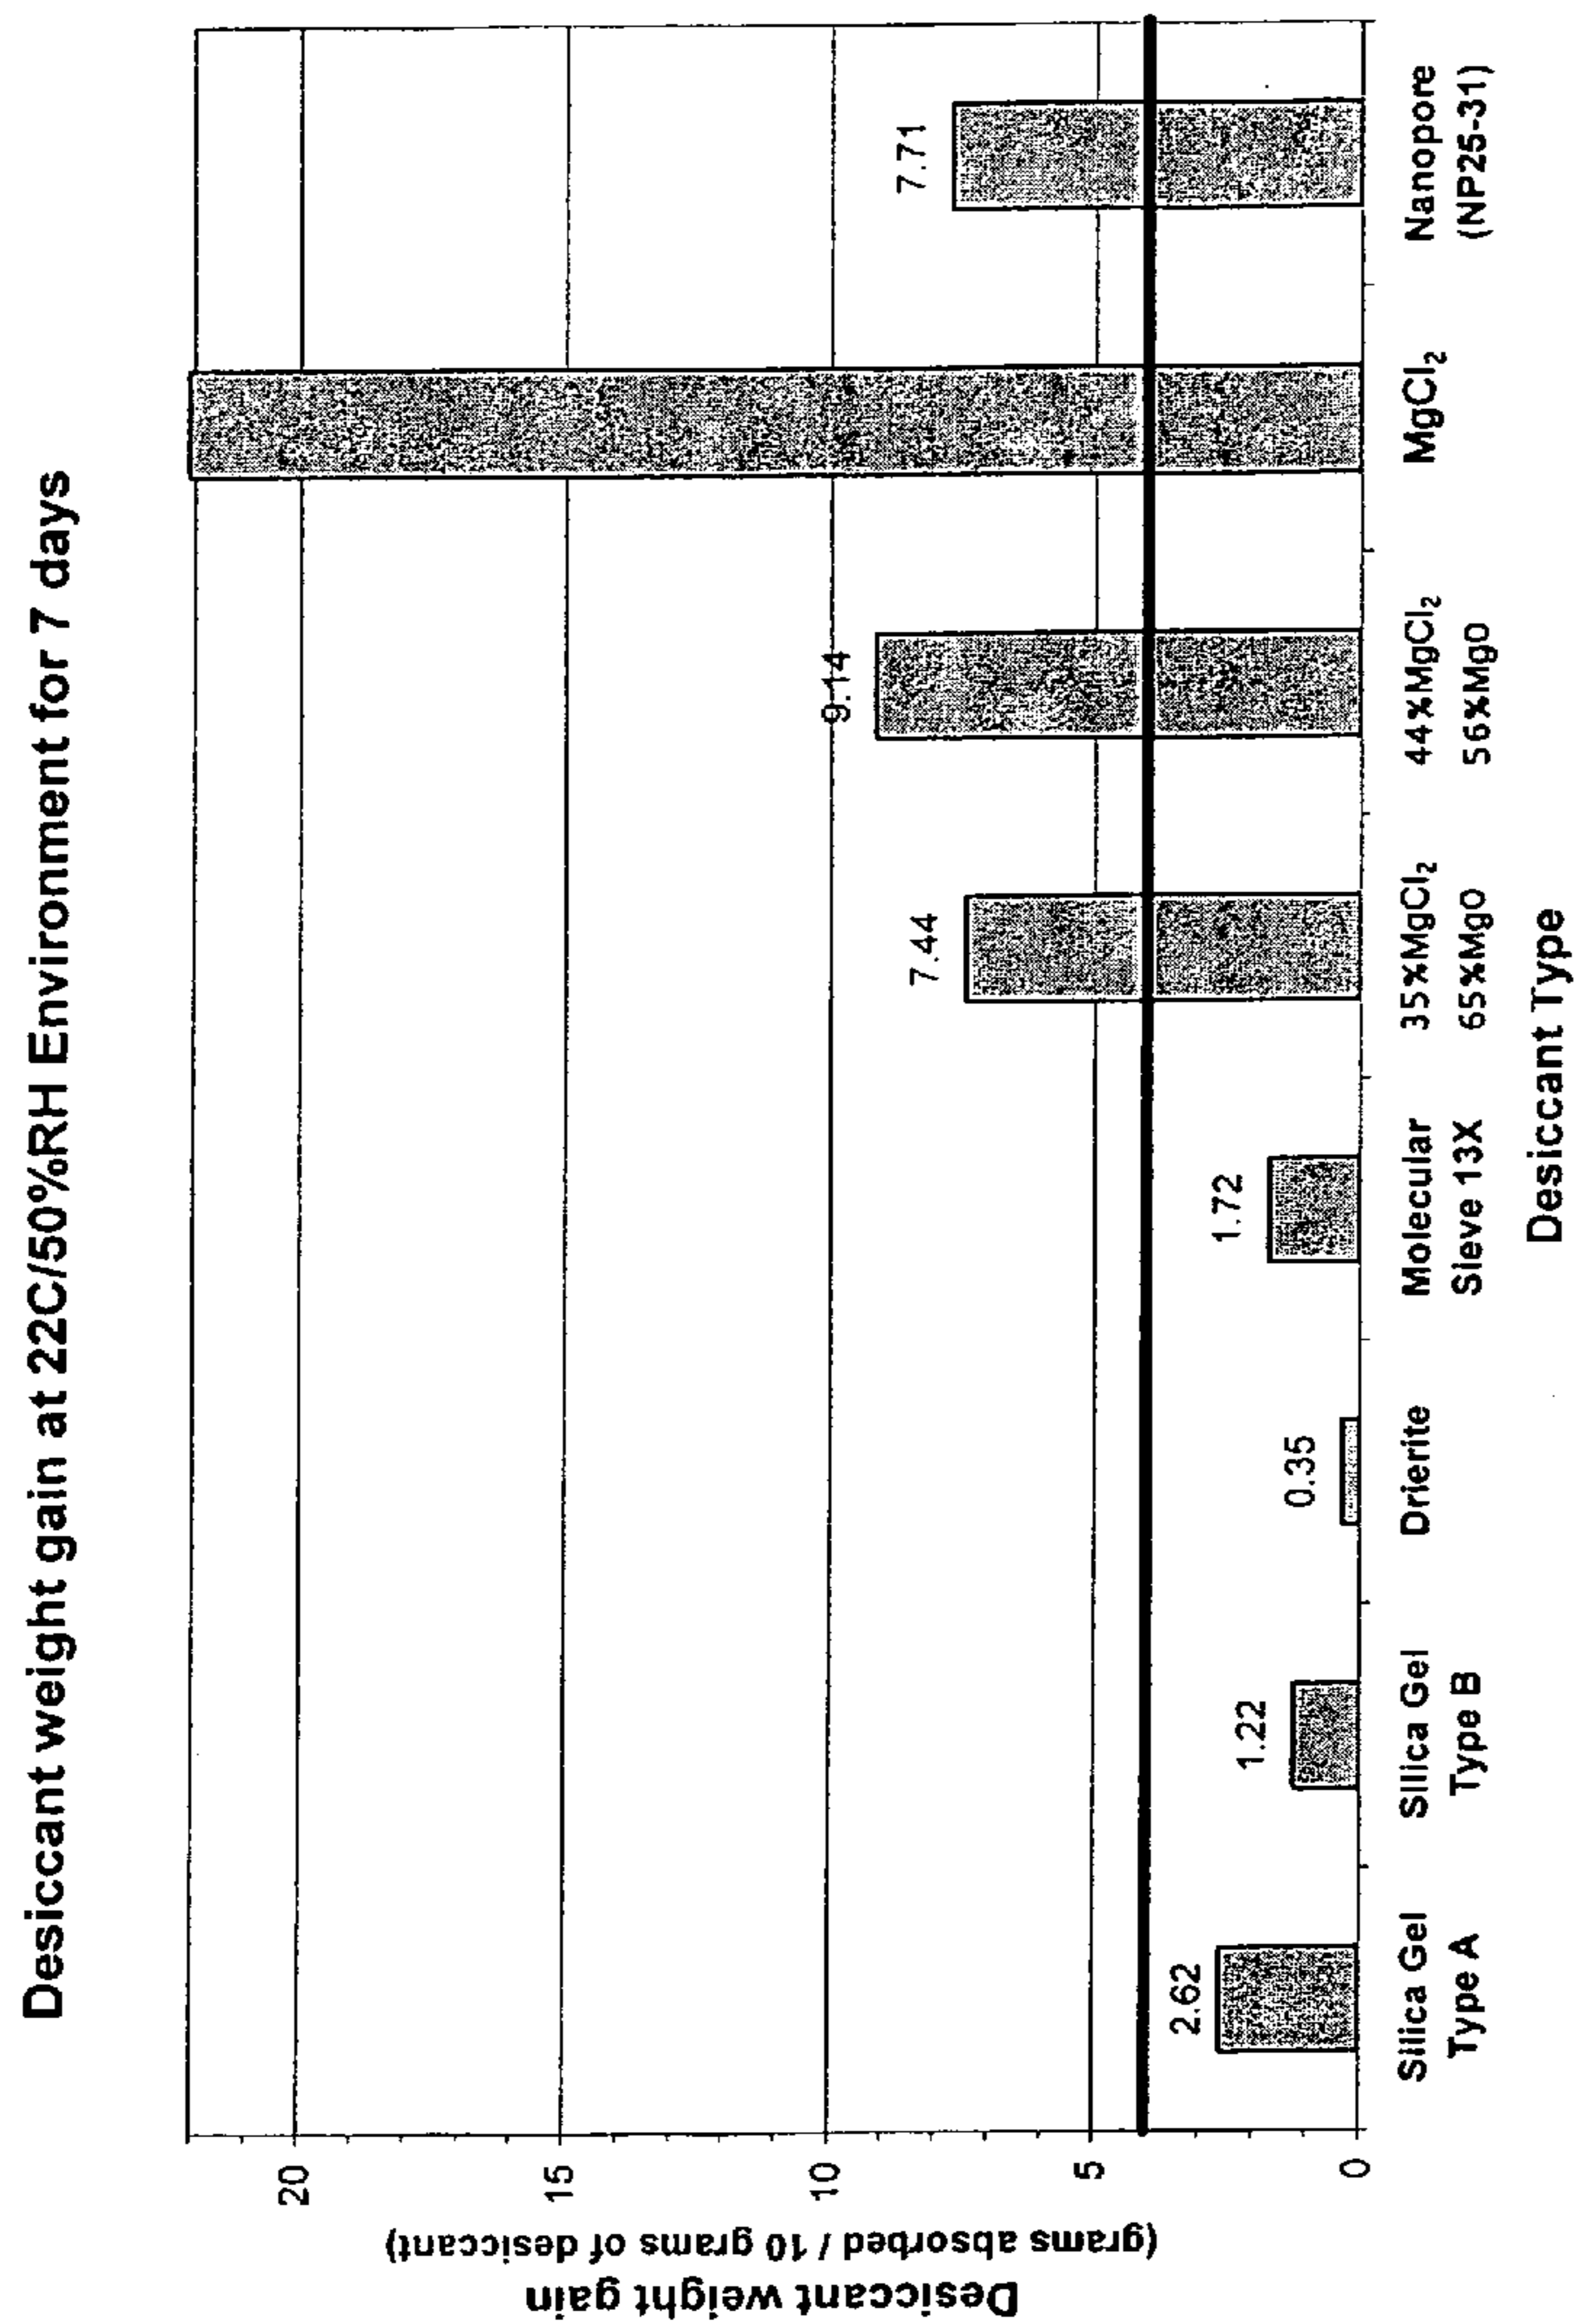 Desiccant weight gain at 22C/50%RH Environment for 7 days
Desiccant weight gain
(grams absorbed / 10 grams of desiccant)
20
15
10
5
0
2.62
1.22
0.35
1.72
7.44
9.14
7.71
Silica Gel
Type A
Silica Gel
Type B
Drierite
Molecular
Sieve 13X
35%MgCl₂
65%MgO
44%MgCl₂
56%MgO
MgCl₂
Nanopore
(NP25-31)
Desiccant Type